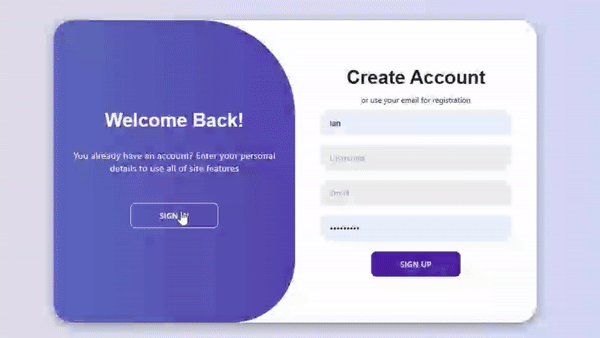 Welcome Back!
You already have an account? Enter your personal
details to use all of site features
SIGN IN
Create Account
or use your email for registration
Ian
Username
Email
•••••••••
SIGN UP